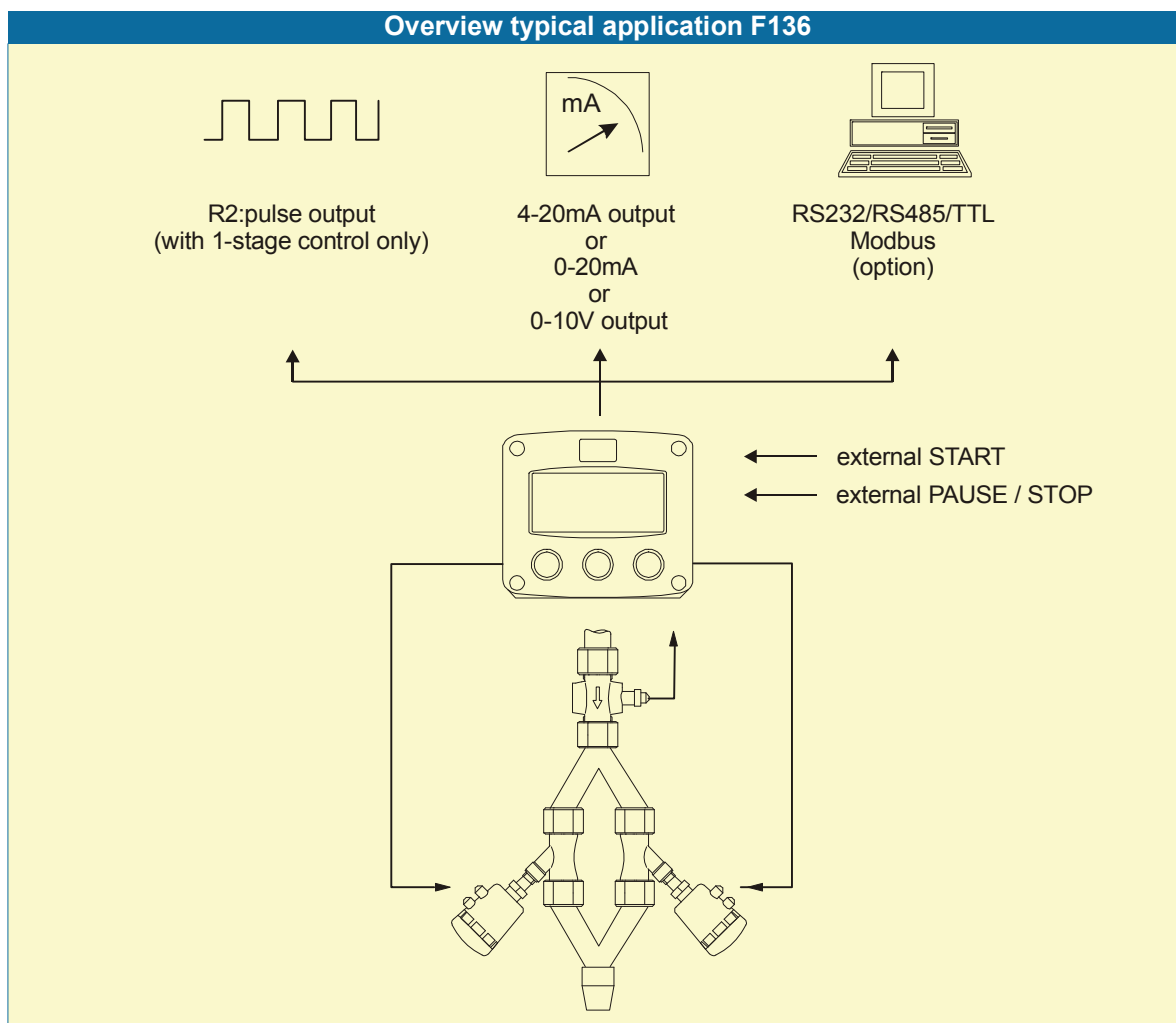 Overview typical application F136
mA
R2:pulse output
(with 1-stage control only)
4-20mA output
or
0-20mA
or
0-10V output
RS232/RS485/TTL
Modbus
(option)
external START
external PAUSE / STOP